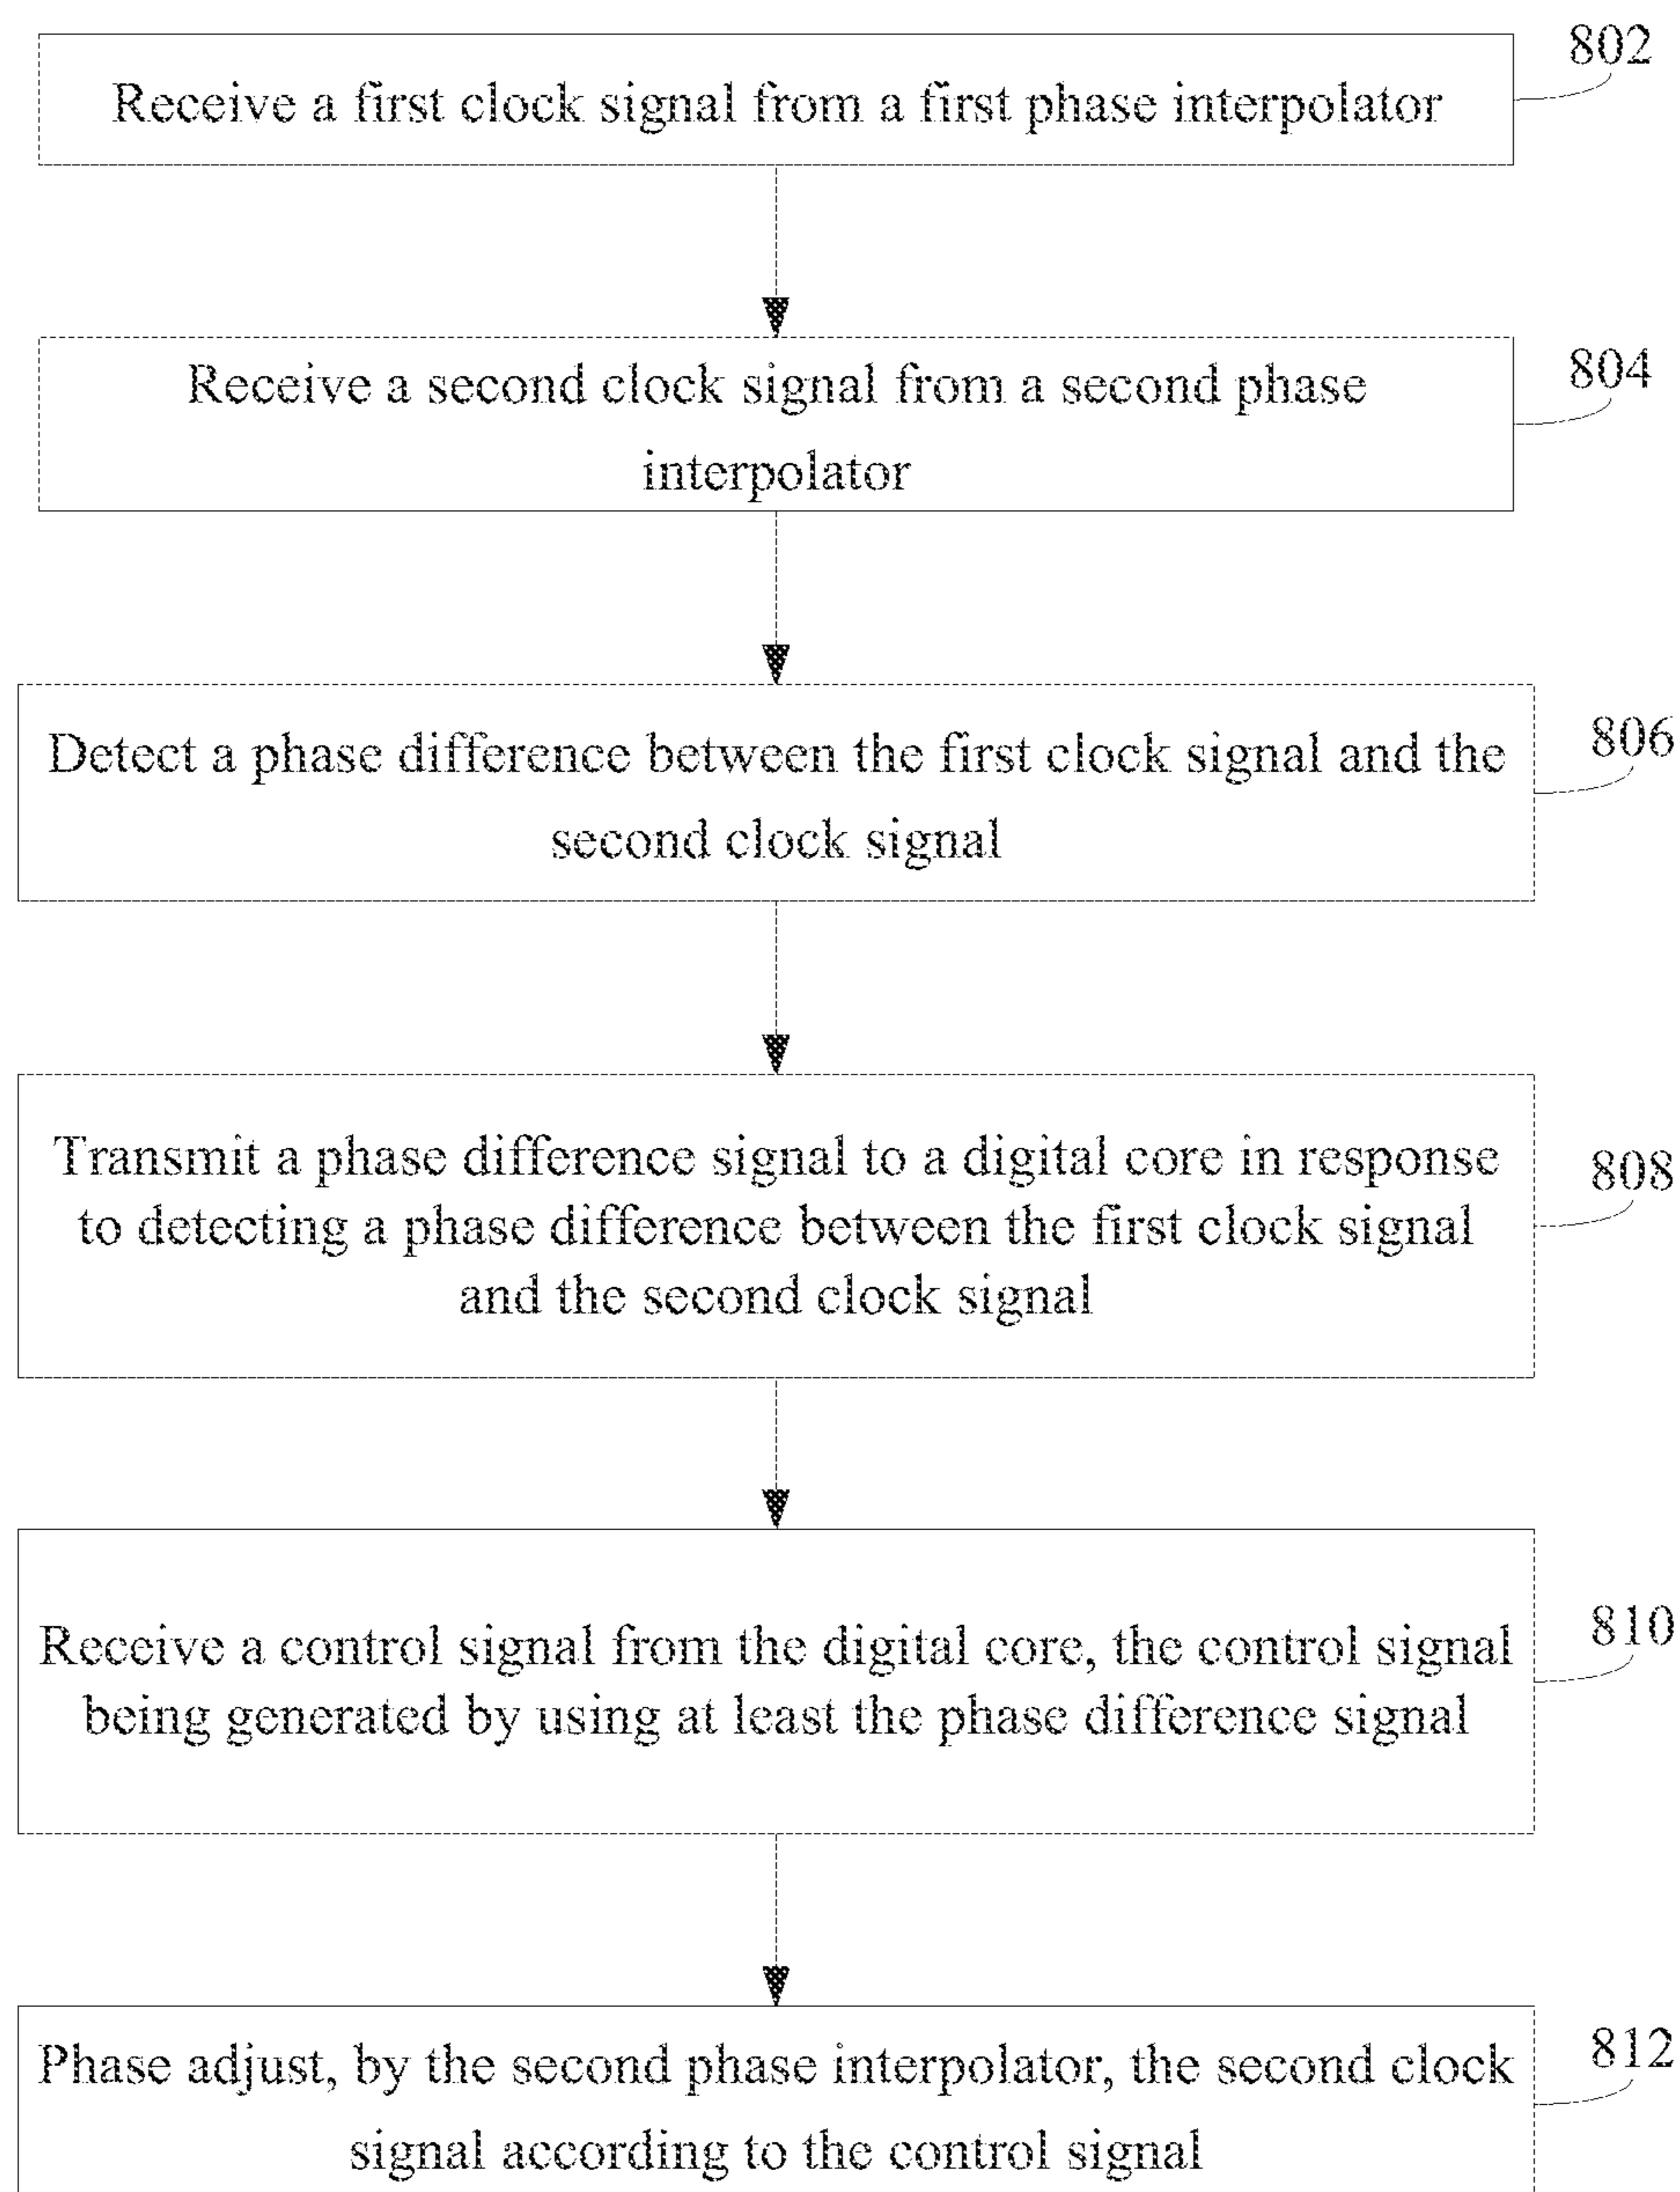 802
Receive a first clock signal from a first phase interpolator
804
Receive a second clock signal from a second phase
interpolator
806
Detect a phase difference between the first clock signal and the
second clock signal
808
Transmit a phase difference signal to a digital core in response
to detecting a phase difference between the first clock signal
and the second clock signal
810
Receive a control signal from the digital core, the control signal
being generated by using at least the phase difference signal
812
Phase adjust, by the second phase interpolator, the second clock
signal according to the control signal